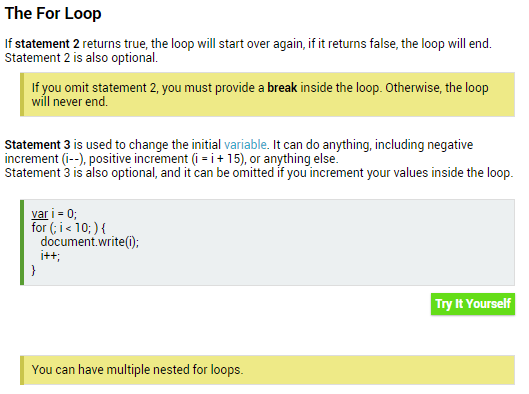 The For Loop
If statement 2 returns true, the loop will start over again, if it returns false, the loop will end.
Statement 2 is also optional.
If you omit statement 2, you must provide a break inside the loop. Otherwise, the loop
will never end.
Statement 3 is used to change the initial variable. It can do anything, including negative
increment (i--), positive increment (i = i + 15), or anything else.
Statement 3 is also optional, and it can be omitted if you increment your values inside the loop.
var i = 0;
for (; i < 10; ) {
document.write(i);
i++;
}
Try It Yourself
You can have multiple nested for loops.